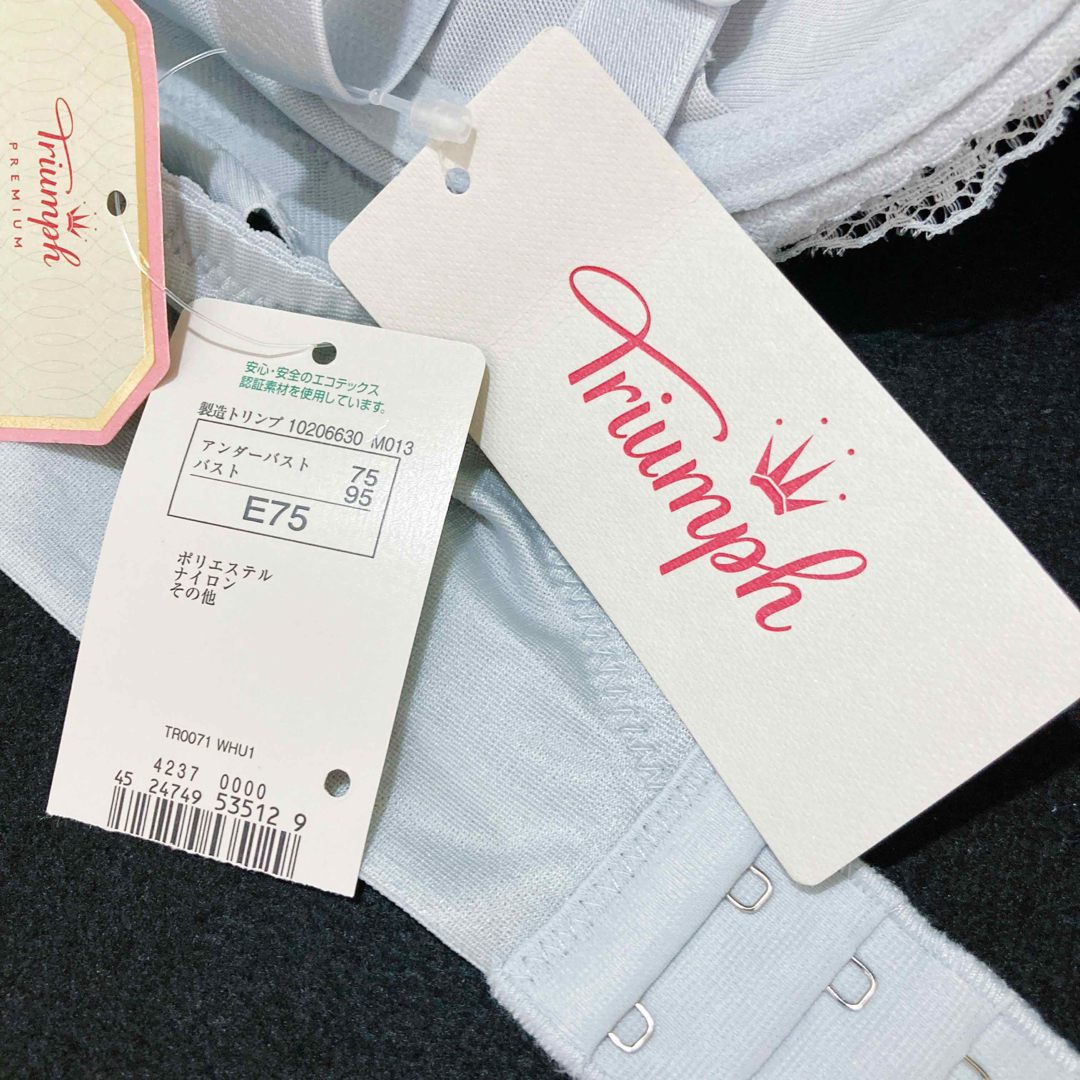 Triumph
PREMIUM
安心・安全のエコテックス
認証素材を使用しています。
製造トリンプ 10206630 M013
アンダーバスト 75
バスト 95
E75
ポリエステル
ナイロン
その他
TR0071 WHU1
4237 0000
45 24749 53512 9
Triumph